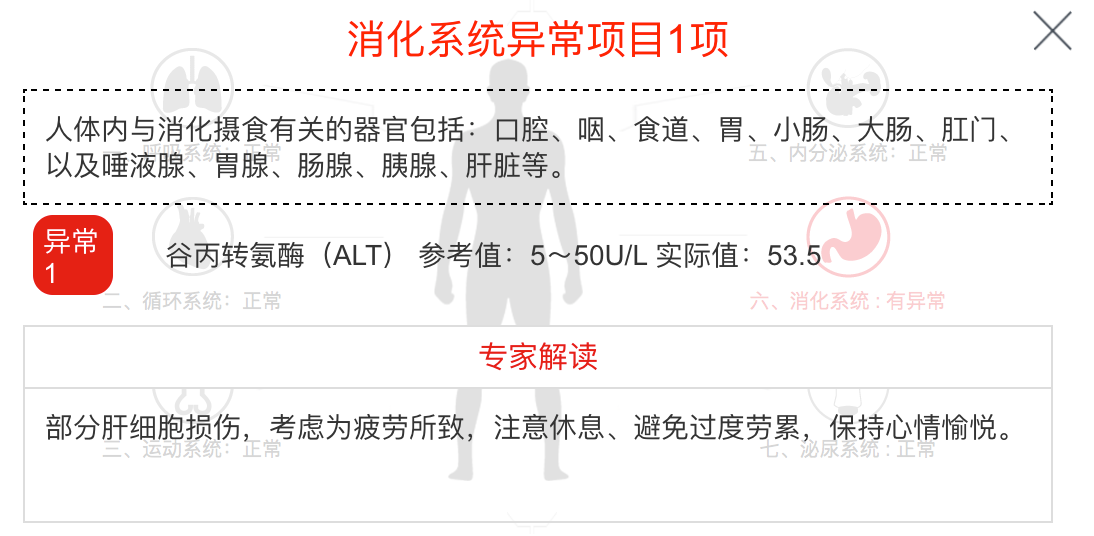 消化系统异常项目1项
人体内与消化摄食有关的器官包括：口腔、咽、食道、胃、小肠、大肠、肛门、
一、呼吸系统：正常
五、内分泌系统：正常
以及唾液腺、胃腺、肠腺、胰腺、肝脏等。
异常
1
谷丙转氨酶（ALT） 参考值：5～50U/L 实际值：53.5
二、循环系统：正常
六、消化系统 : 有异常
专家解读
部分肝细胞损伤，考虑为疲劳所致，注意休息、避免过度劳累，保持心情愉悦。
三、运动系统：正常
七、泌尿系统 : 正常